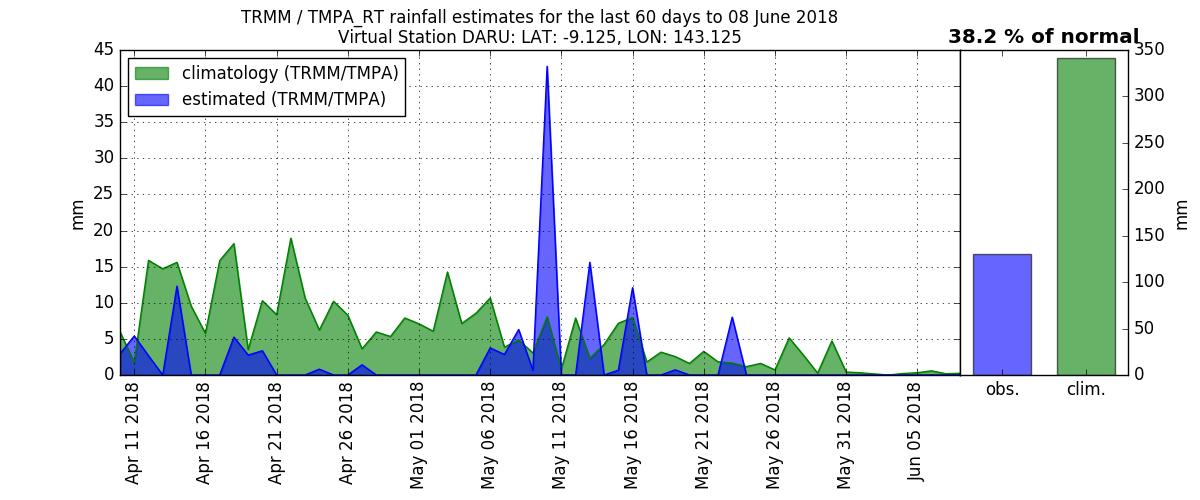 TRMM / TMPA_RT rainfall estimates for the last 60 days to 08 June 2018
Virtual Station DARU: LAT: -9.125, LON: 143.125
38.2 % of normal
climatology (TRMM/TMPA)
estimated (TRMM/TMPA)
45
40
35
30
25
20
15
10
5
0
mm
Apr 11 2018
Apr 16 2018
Apr 21 2018
Apr 26 2018
May 01 2018
May 06 2018
May 11 2018
May 16 2018
May 21 2018
May 26 2018
May 31 2018
Jun 05 2018
obs.
clim.
350
300
250
200
150
100
50
0
mm